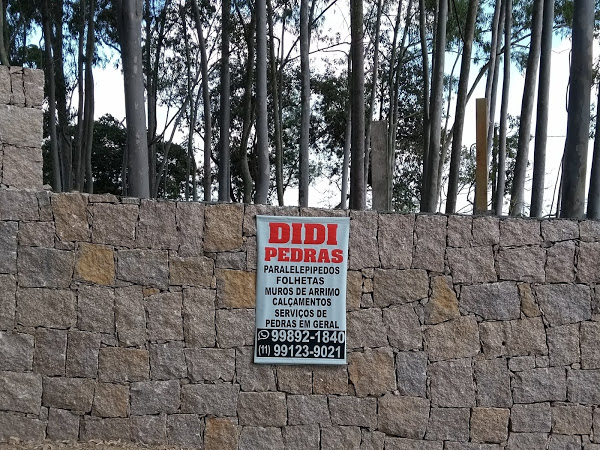 DIDI
PEDRAS
PARALELEPIPEDOS
FOLHETAS
MUROS DE ARRIMO
CALÇAMENTOS
SERVIÇOS DE
PEDRAS EM GERAL
99892-1840
(11) 99123-9021